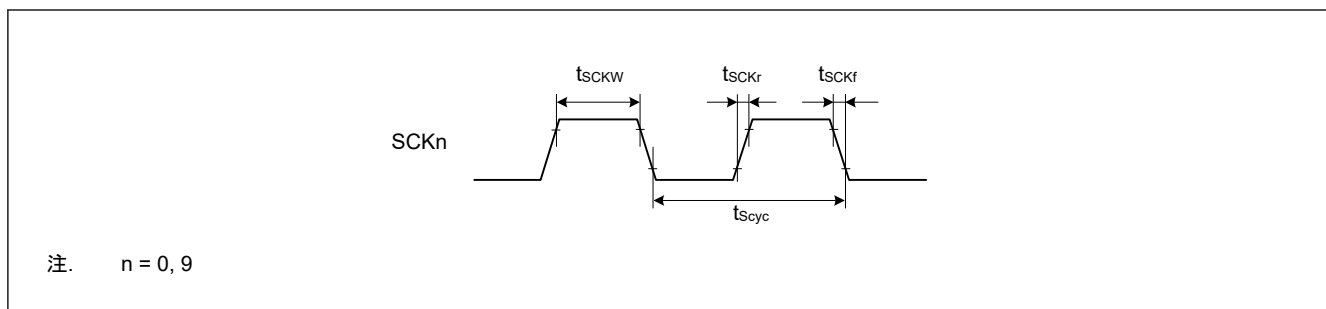 tSCKW tSCKr tSCKf
SCKn
tScyc
注. n = 0, 9